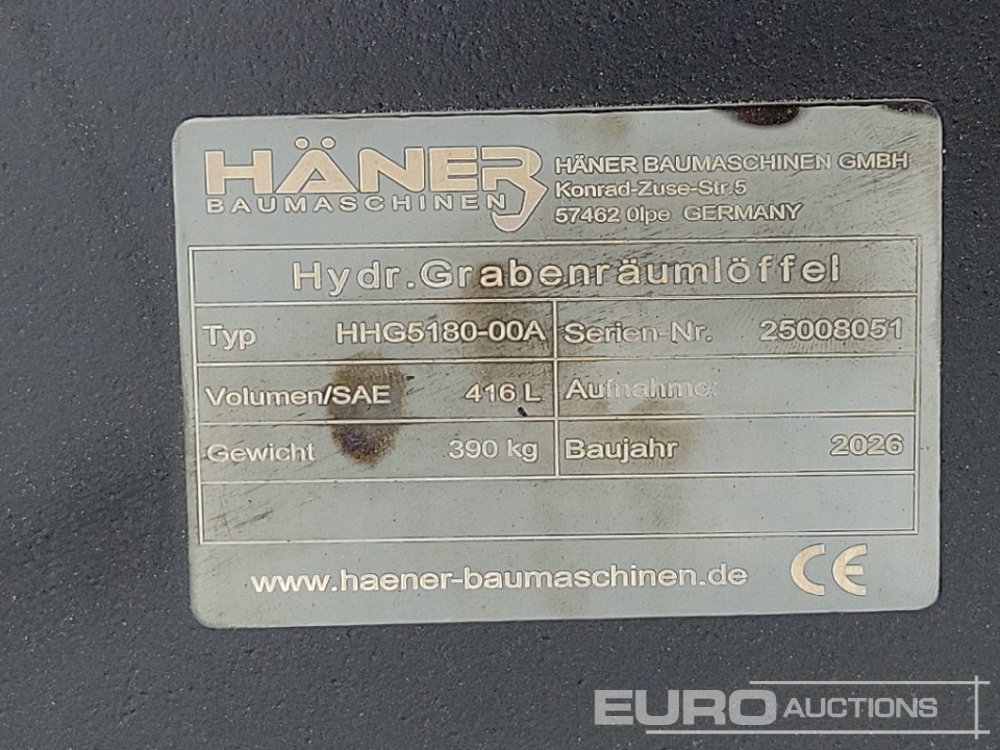 HÄNER
BAUMASCHINEN
HÄNER BAUMASCHINEN GMBH
Konrad-Zuse-Str.5
57462 Olpe GERMANY
Hydr.Grabenräumlöffel
Typ HHG5180-00A
Serien-Nr. 25008051
Volumen/SAE 416 L
Aufnahme:
Gewicht 390 kg
Baujahr 2026
www.haener-baumaschinen.de CE
EURO AUCTIONS